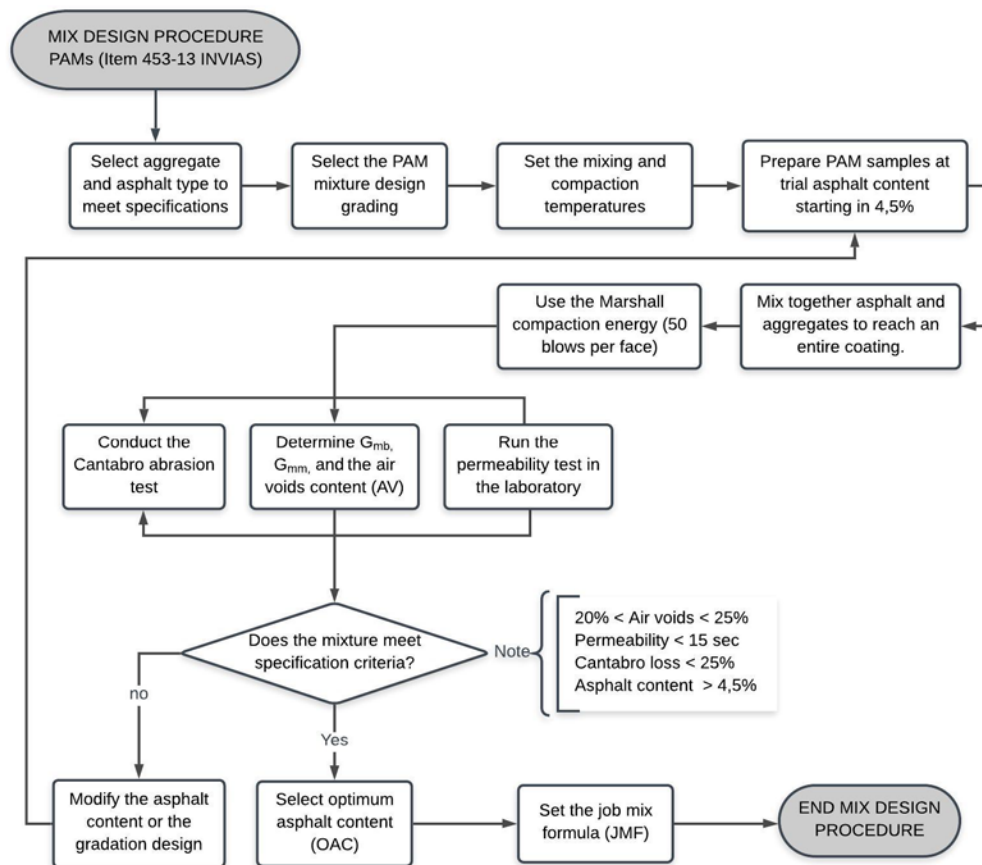 MIX DESIGN PROCEDURE
PAMs (Item 453-13 INVIAS)
Select aggregate
and asphalt type to
meet specifications
Select the PAM
mixture design
grading
Set the mixing and
compaction
temperatures
Prepare PAM samples at
trial asphalt content
starting in 4,5%
Mix together asphalt and
aggregates to reach an
entire coating.
Use the Marshall
compaction energy (50
blows per face)
Conduct the
Cantabro abrasion
test
Determine Gmb,
Gmm, and the air
voids content (AV)
Run the
permeability test in
the laboratory
Does the mixture meet
specification criteria?
Note
20% < Air voids < 25%
Permeability < 15 sec
Cantabro loss < 25%
Asphalt content > 4,5%
no
Yes
Modify the asphalt
content or the
gradation design
Select optimum
asphalt content
(OAC)
Set the job mix
formula (JMF)
END MIX DESIGN
PROCEDURE